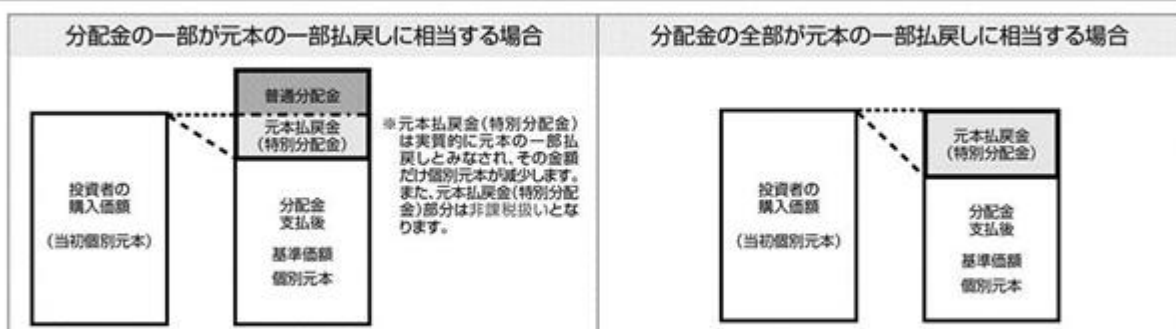 分配金の一部が元本の一部払戻しに相当する場合
普通分配金
元本払戻金
(特別分配金)
投資者の
購入価額
(当初個別元本)
分配金
支払後
基準価額
個別元本
※元本払戻金(特別分配金)
は実質的に元本の一部払
戻しとみなされ、その金額
だけ個別元本が減少します。
また、元本払戻金(特別分配
金)部分は非課税扱いとな
ります。
分配金の全部が元本の一部払戻しに相当する場合
元本払戻金
(特別分配金)
投資者の
購入価額
(当初個別元本)
分配金
支払後
基準価額
個別元本